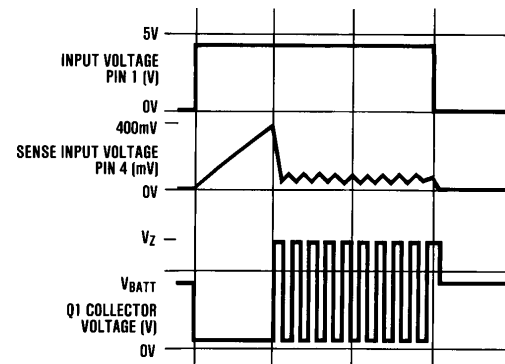 5V
INPUT VOLTAGE
PIN 1 (V)
0V
400mV
SENSE INPUT VOLTAGE
PIN 4 (mV)
0V
VZ
VBATT
Q1 COLLECTOR
VOLTAGE (V)
0V